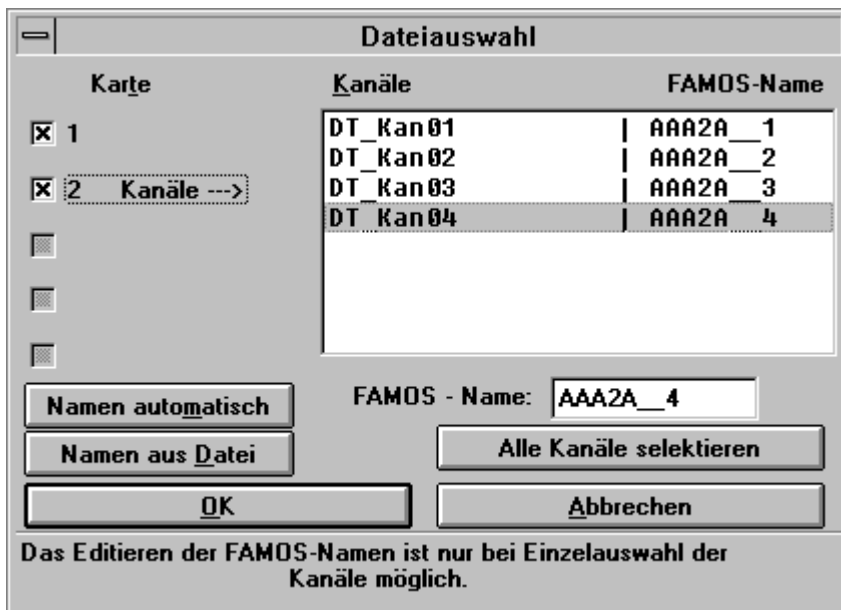 Dateiauswahl
Karte
Kanäle FAMOS-Name
1
2 Kanäle --->
DT_Kan01 | AAA2A__1
DT_Kan02 | AAA2A__2
DT_Kan03 | AAA2A__3
DT_Kan04 | AAA2A__4
Namen automatisch
Namen aus Datei
FAMOS - Name: AAA2A__4
Alle Kanäle selektieren
OK
Abbrechen
Das Editieren der FAMOS-Namen ist nur bei Einzelauswahl der
Kanäle möglich.